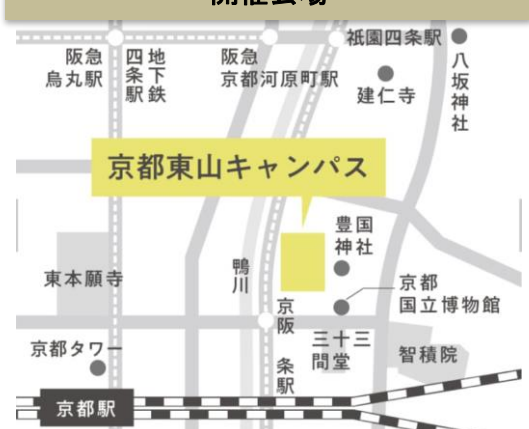 開催会場
祇園四条駅
阪急
烏丸駅
地下鉄
四条駅
阪急
京都河原町駅
建仁寺
八坂神社
京都東山キャンパス
豊国
神社
東本願寺
鴨川
京都
国立博物館
京阪
条駅
三十三
間堂
智積院
京都タワー
京都駅